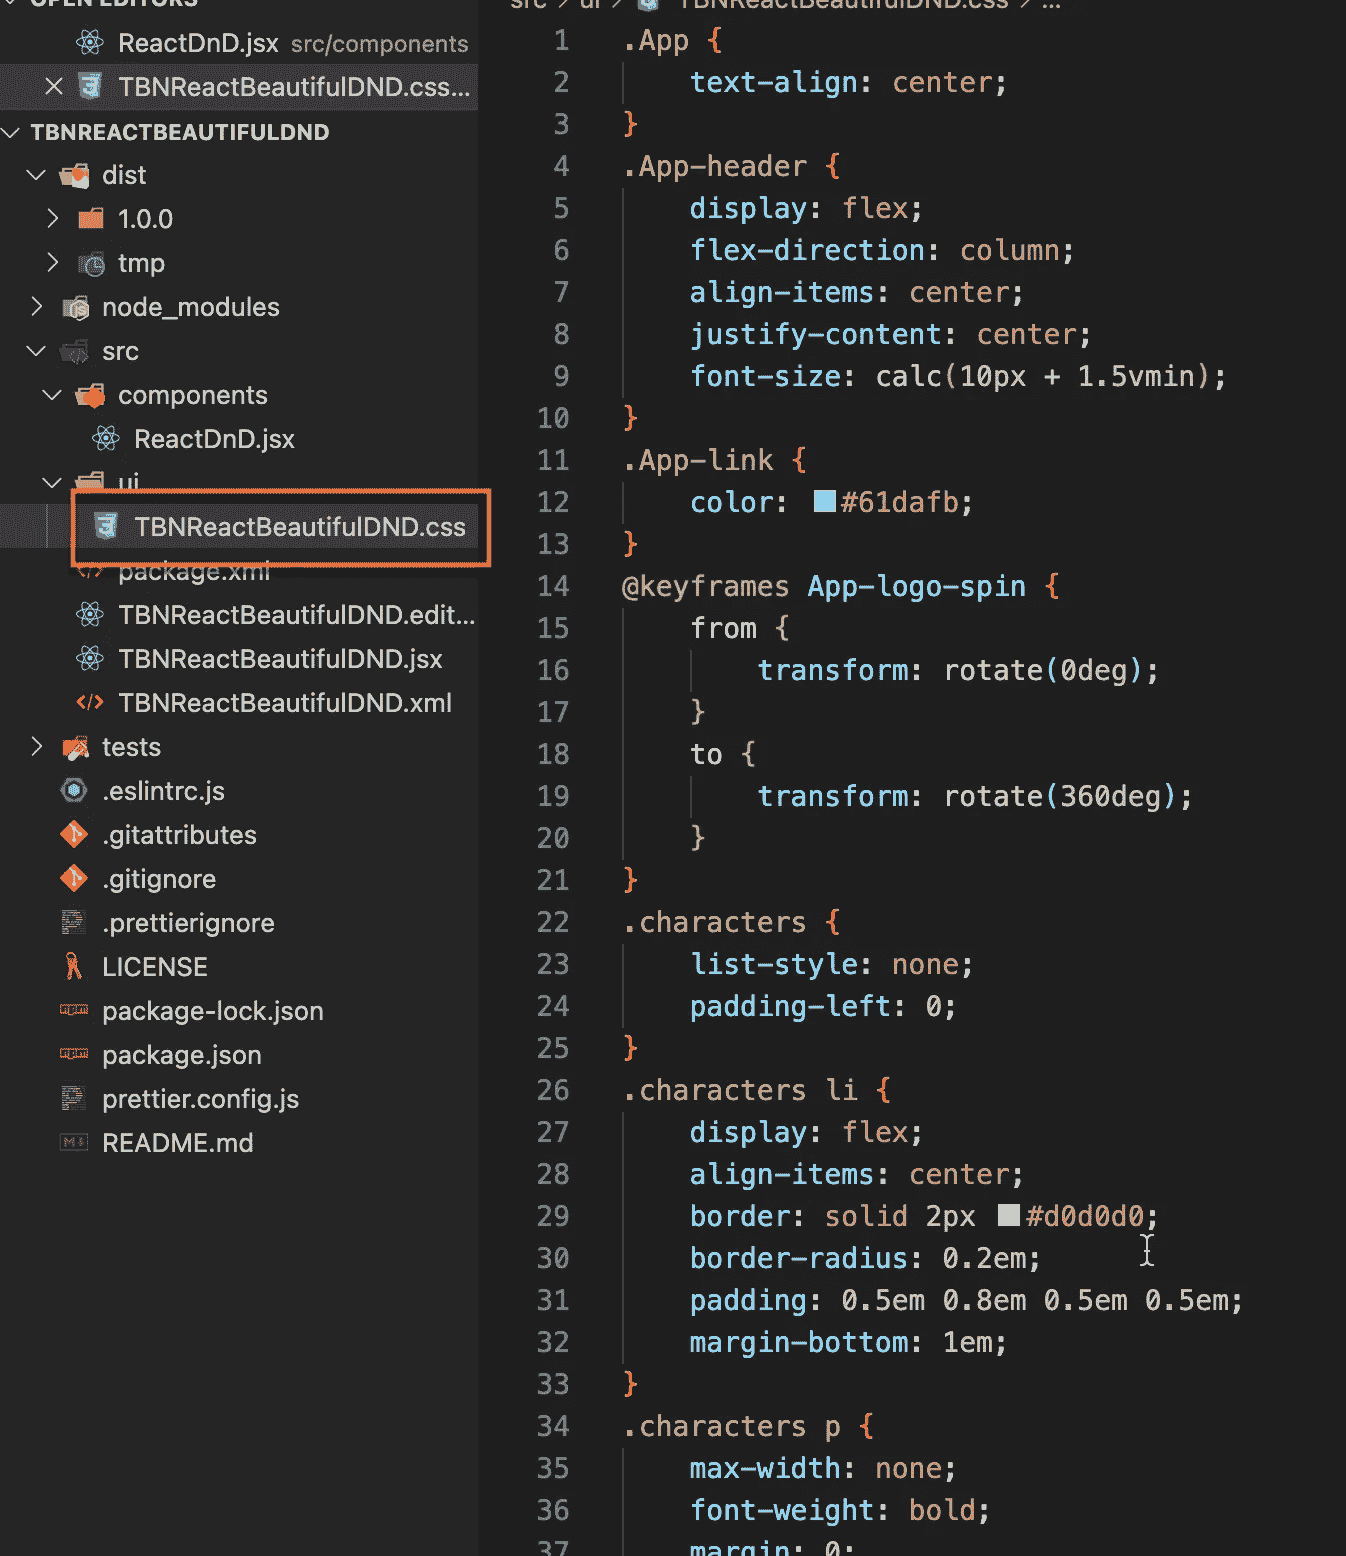 OPEN EDITORS
ReactDnD.jsx src/components
TBNReactBeautifulDND.css...
TBNREACTBEAUTIFULDND
dist
1.0.0
tmp
node_modules
src
components
ReactDnD.jsx
ui
TBNReactBeautifulDND.css
package.xml
TBNReactBeautifulDND.edit...
TBNReactBeautifulDND.jsx
TBNReactBeautifulDND.xml
tests
.eslintrc.js
.gitattributes
.gitignore
.prettierignore
LICENSE
package-lock.json
package.json
prettier.config.js
README.md
src > ui > TBNReactBeautifulDND.css > ...
1 .App {
2 text-align: center;
3 }
4 .App-header {
5 display: flex;
6 flex-direction: column;
7 align-items: center;
8 justify-content: center;
9 font-size: calc(10px + 1.5vmin);
10 }
11 .App-link {
12 color: #61dafb;
13 }
14 @keyframes App-logo-spin {
15 from {
16 transform: rotate(0deg);
17 }
18 to {
19 transform: rotate(360deg);
20 }
21 }
22 .characters {
23 list-style: none;
24 padding-left: 0;
25 }
26 .characters li {
27 display: flex;
28 align-items: center;
29 border: solid 2px #d0d0d0;
30 border-radius: 0.2em;
31 padding: 0.5em 0.8em 0.5em 0.5em;
32 margin-bottom: 1em;
33 }
34 .characters p {
35 max-width: none;
36 font-weight: bold;
37 margin: 0;